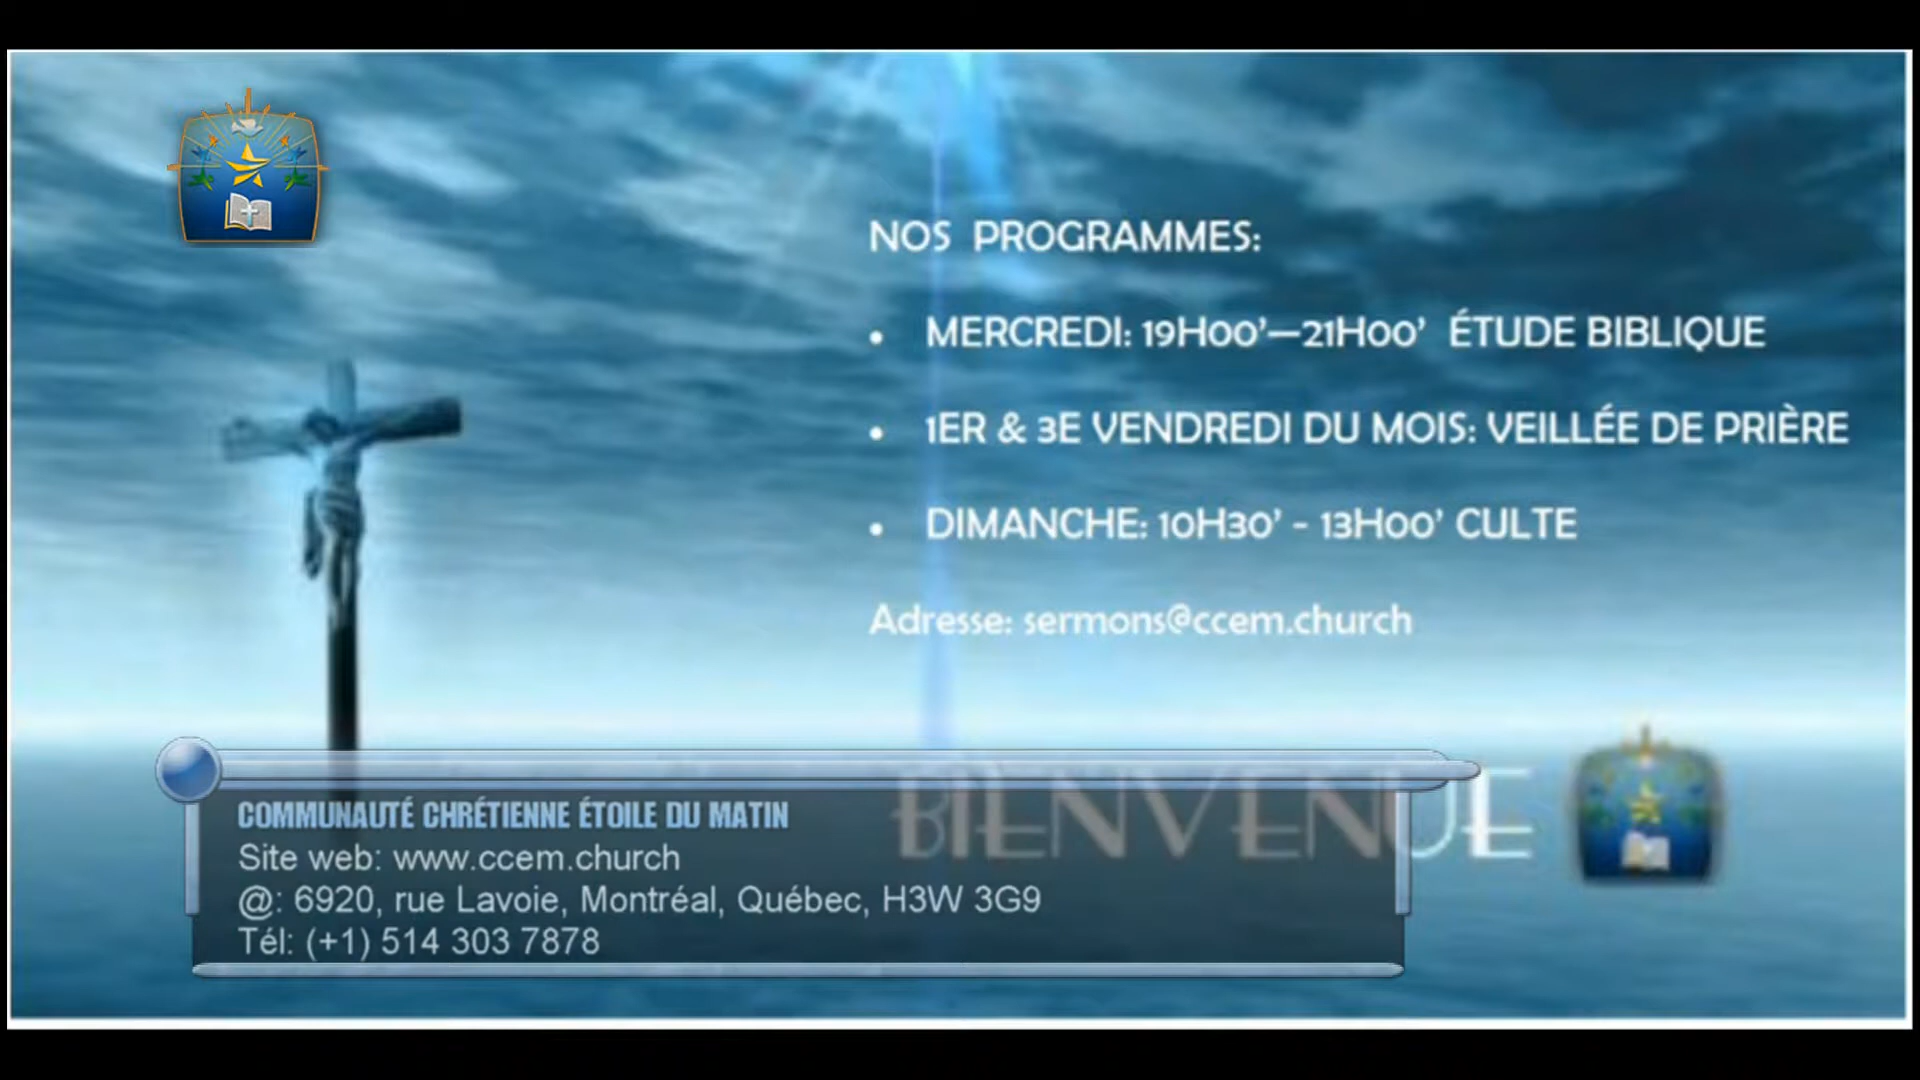 NOS PROGRAMMES:
• MERCREDI: 19H00’—21H00’ ÉTUDE BIBLIQUE
• 1ER & 3E VENDREDI DU MOIS: VEILLÉE DE PRIÈRE
• DIMANCHE: 10H30’ - 13H00’ CULTE
Adresse: sermons@ccem.church
BIENVENUE
COMMUNAUTÉ CHRÉTIENNE ÉTOILE DU MATIN
Site web: www.ccem.church
@: 6920, rue Lavoie, Montréal, Québec, H3W 3G9
Tél: (+1) 514 303 7878